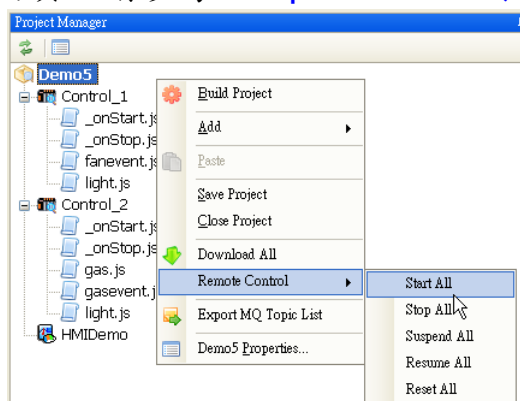 Project Manager
Demo5
Control_1
_onStart.js
_onStop.js
fanevent.js
light.js
Control_2
_onStart.js
_onStop.js
gas.js
gasevent.j
light.js
HMIDemo
Build Project
Add
Paste
Save Project
Close Project
Download All
Remote Control
Export MQ Topic List
Demo5 Properties...
Start All
Stop All
Suspend All
Resume All
Reset All